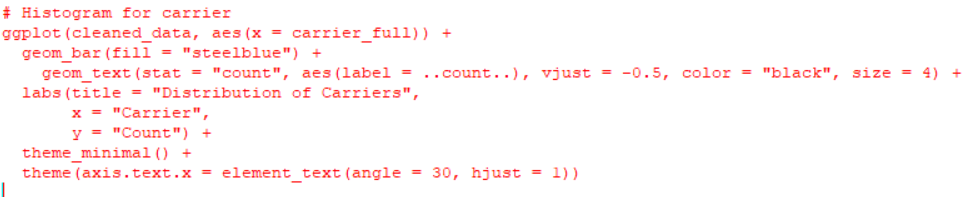 # Histogram for carrier
ggplot(cleaned_data, aes(x = carrier_full)) +
  geom_bar(fill = "steelblue") +
    geom_text(stat = "count", aes(label = ..count..), vjust = -0.5, color = "black", size = 4) +
  labs(title = "Distribution of Carriers",
       x = "Carrier",
       y = "Count") +
  theme_minimal() +
  theme(axis.text.x = element_text(angle = 30, hjust = 1))